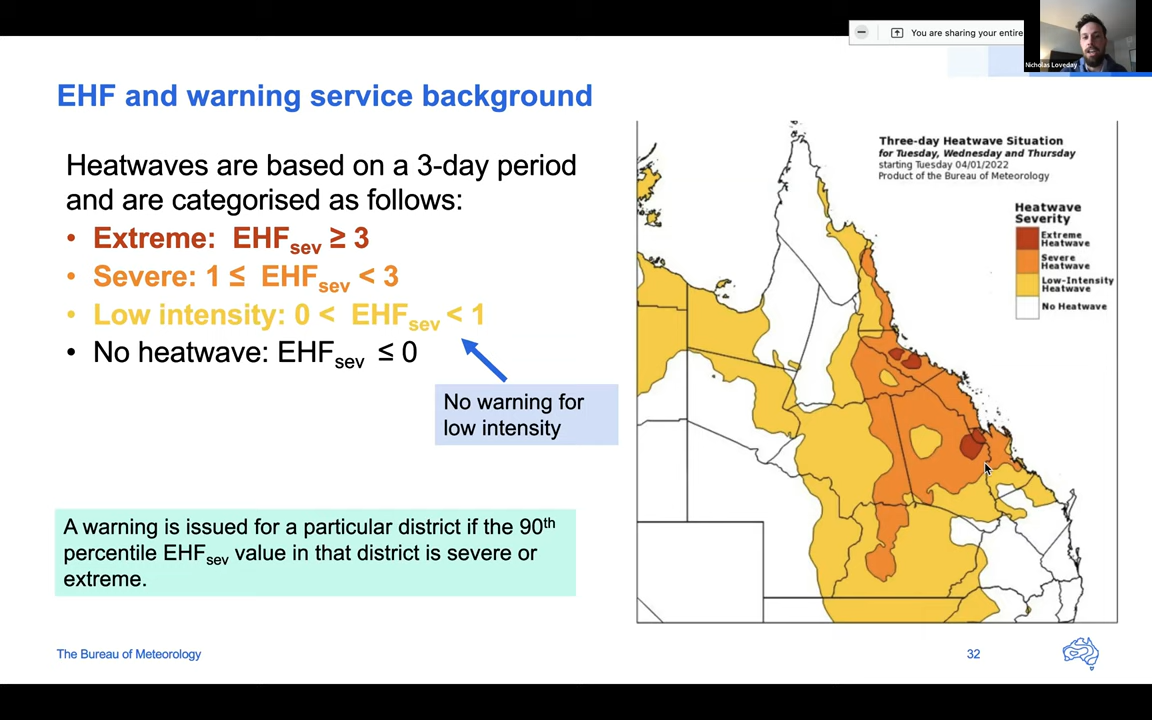 You are sharing your entire
Nicholas Loveday
EHF and warning service background
Heatwaves are based on a 3-day period
and are categorised as follows:
• Extreme: EHFsev ≥ 3
• Severe: 1 ≤ EHFsev < 3
• Low intensity: 0 < EHFsev < 1
• No heatwave: EHFsev ≤ 0
No warning for
low intensity
A warning is issued for a particular district if the 90th
percentile EHFsev value in that district is severe or
extreme.
Three-day Heatwave Situation
for Tuesday, Wednesday and Thursday
starting Tuesday 04/01/2022
Product of the Bureau of Meteorology
Heatwave
Severity
Extreme
Heatwave
Severe
Heatwave
Low-Intensity
Heatwave
No Heatwave
The Bureau of Meteorology
32